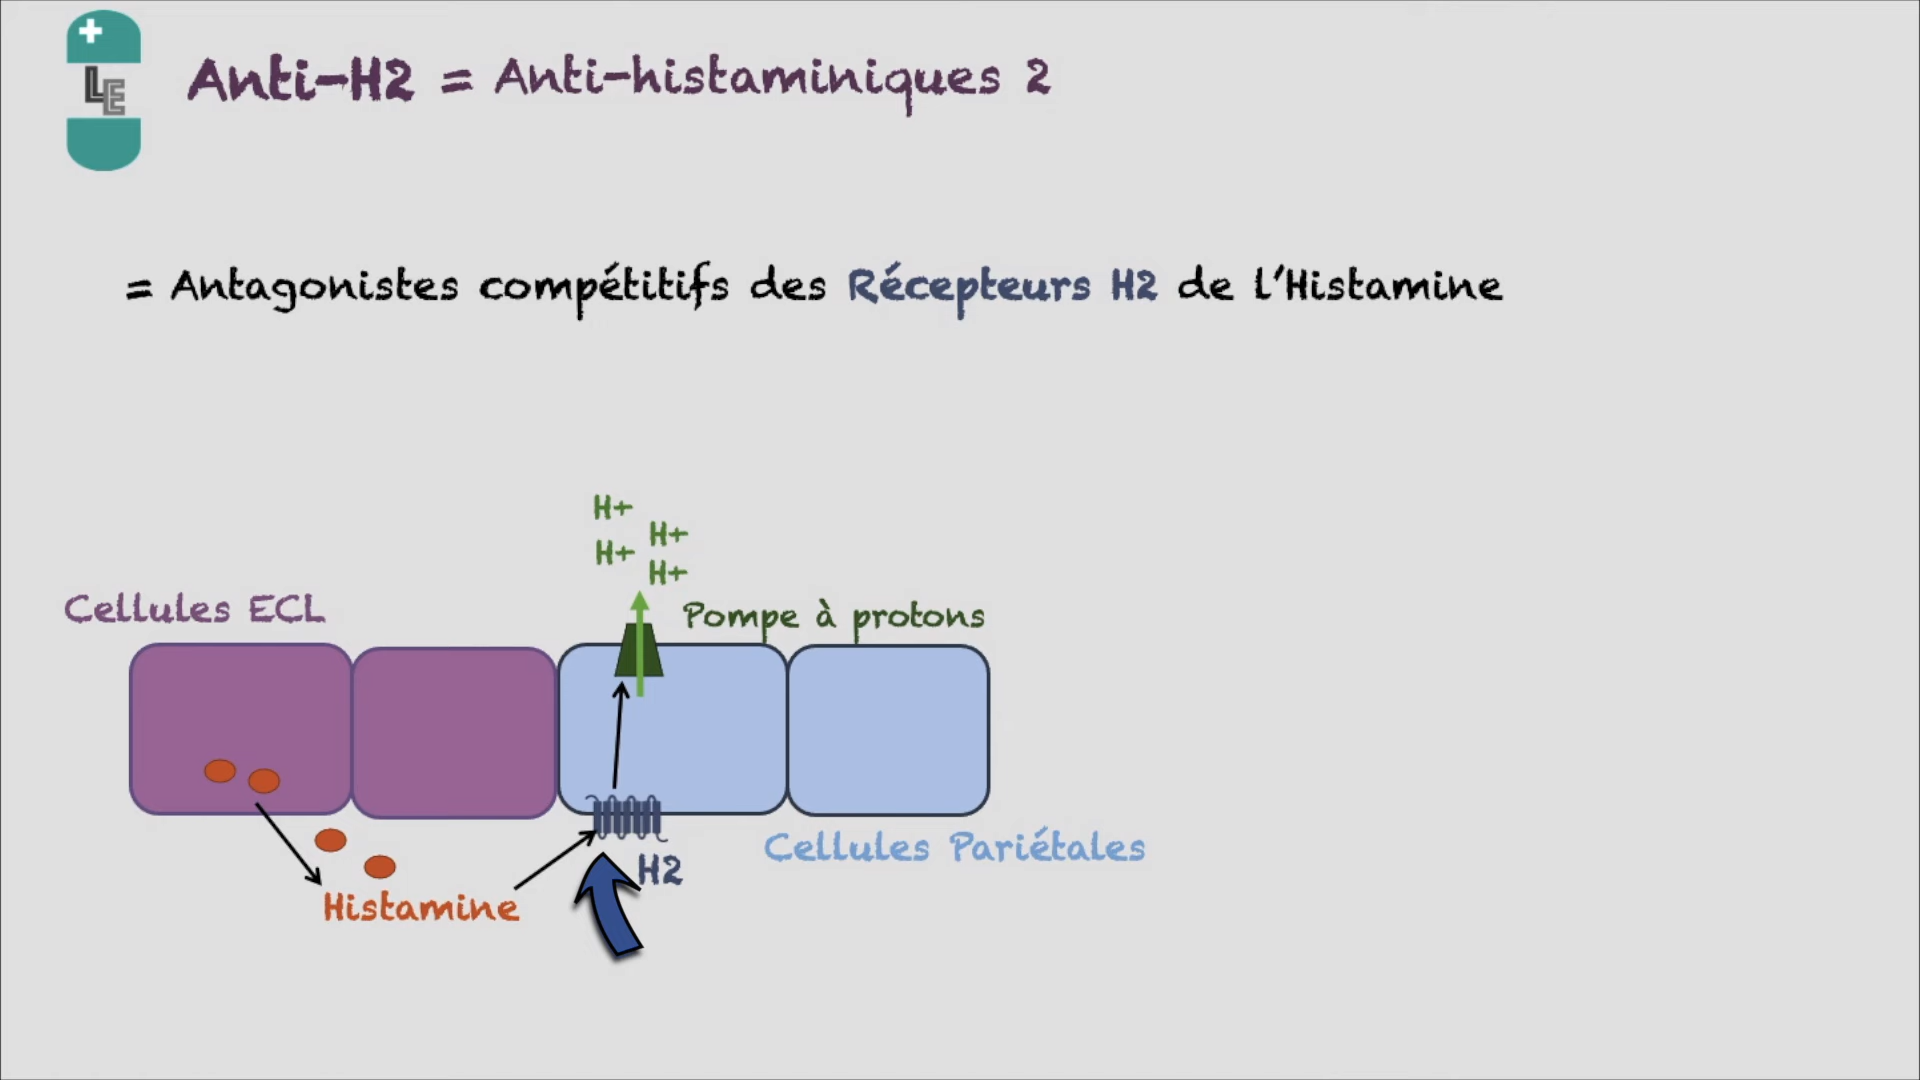 LE
Anti-H2 = Anti-histaminiques 2
= Antagonistes compétitifs des Récepteurs H2 de l'Histamine
H+
H+
H+
H+
Cellules ECL
Pompe à protons
Cellules Pariétales
H2
Histamine